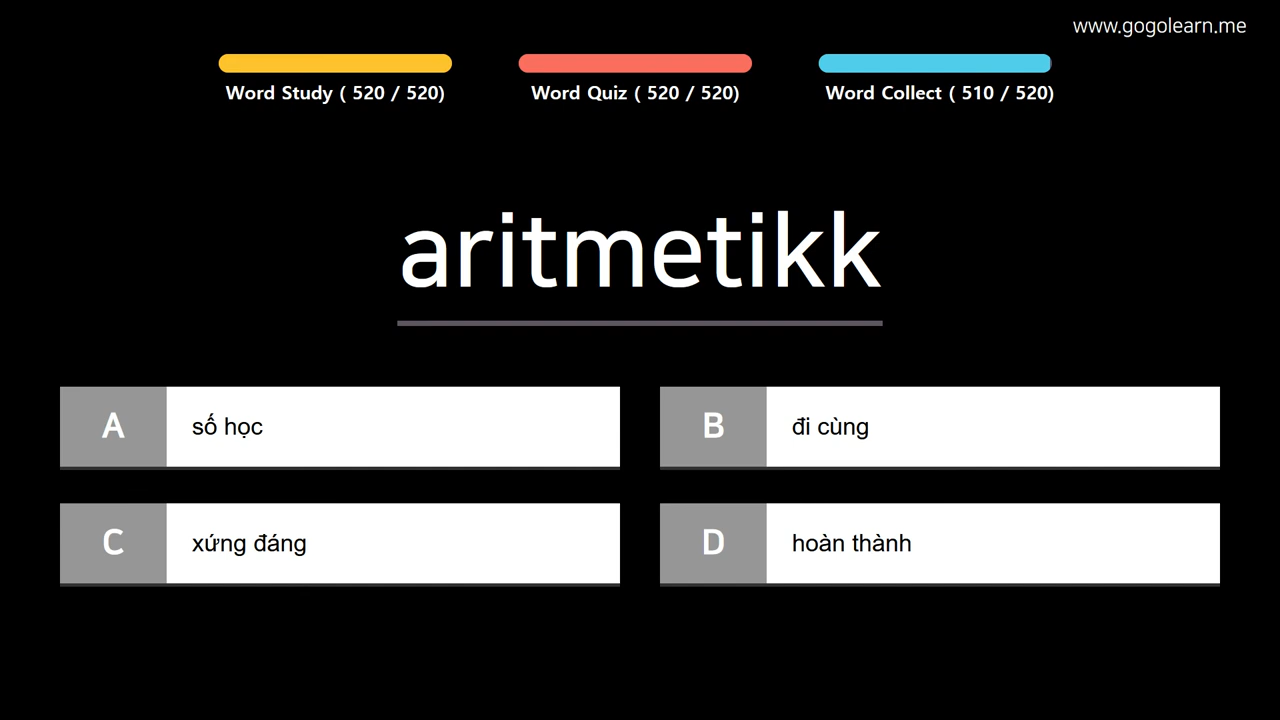 www.gogolearn.me
Word Study ( 520 / 520)
Word Quiz ( 520 / 520)
Word Collect ( 510 / 520)
aritmetikk
A số học
B đi cùng
C xứng đáng
D hoàn thành